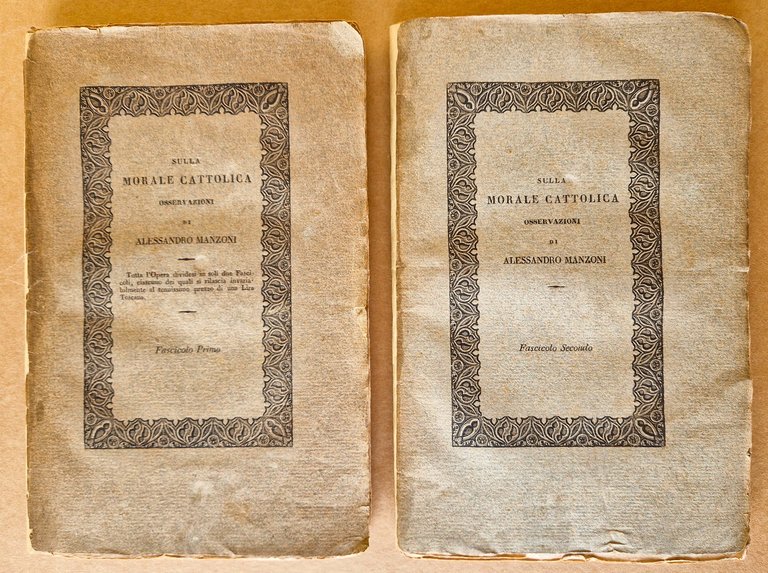 SULLA
MORALE CATTOLICA
OSSERVAZIONI
DI
ALESSANDRO MANZONI
Tutta l'Opera dividesi in soli due Fasci-
coli, ciascuno dei quali si rilascia invaria-
bilmente al tenuissimo prezzo di una Lira
Toscana.
Fascicolo Primo
SULLA
MORALE CATTOLICA
OSSERVAZIONI
DI
ALESSANDRO MANZONI
Fascicolo Secondo